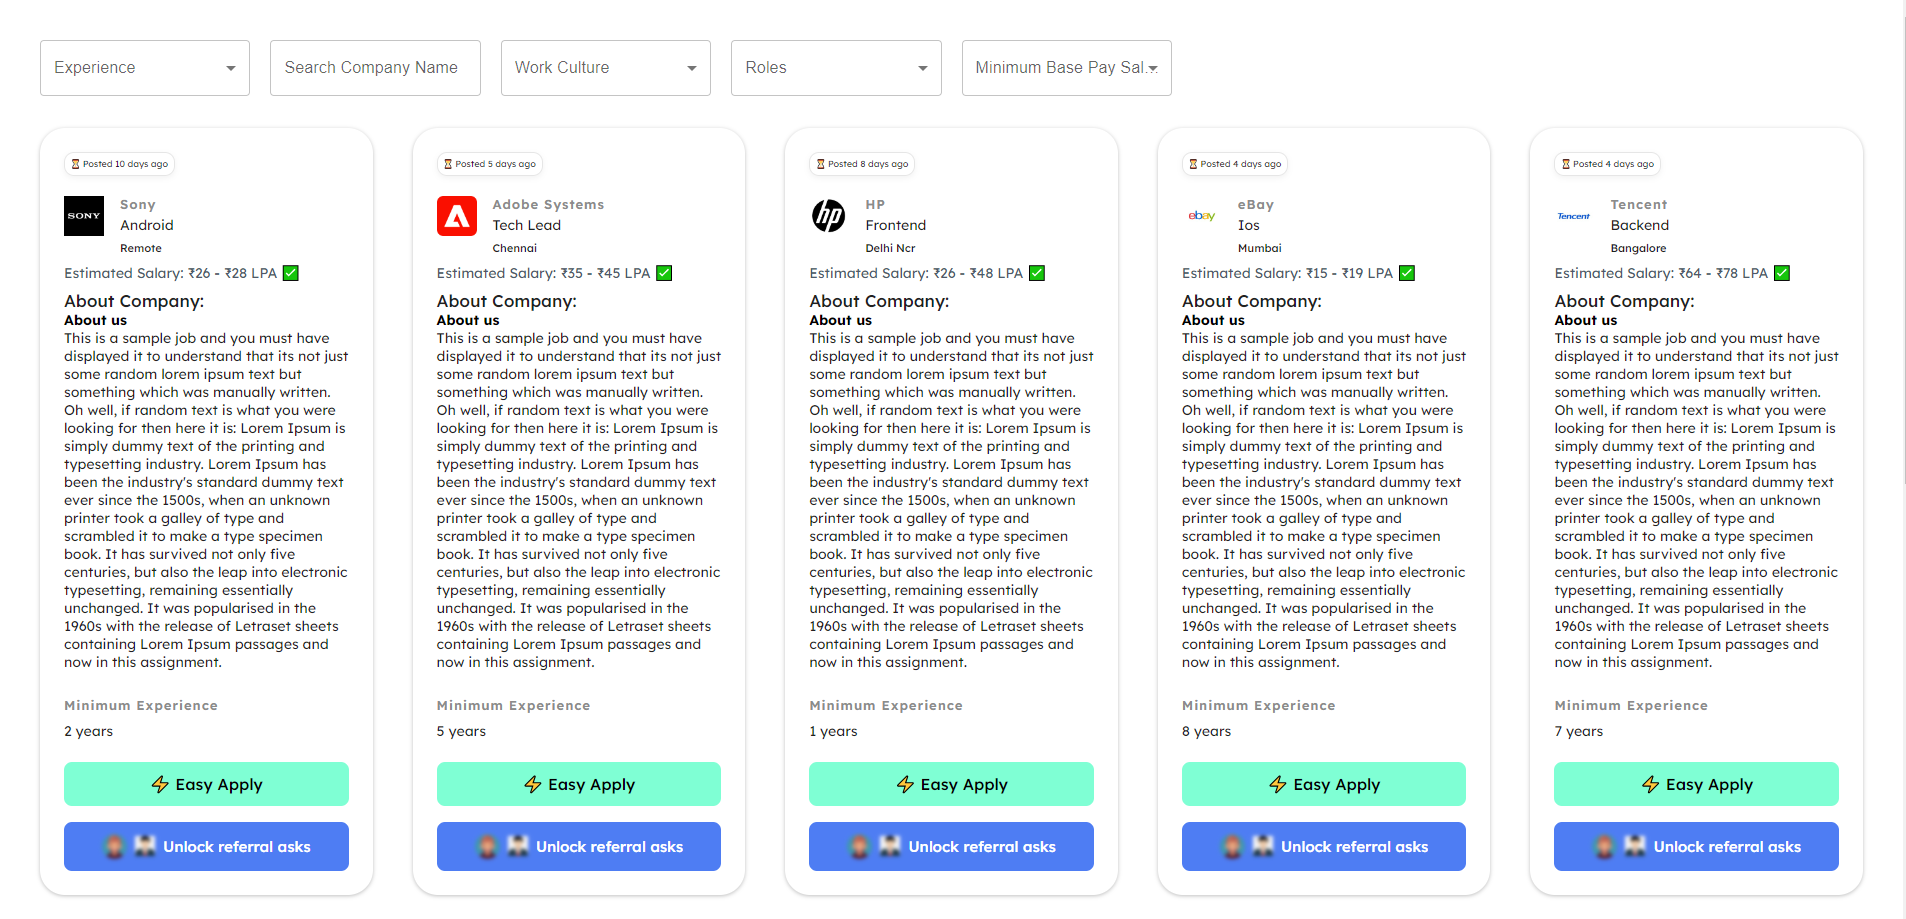 Experience
Search Company Name
Work Culture
Roles
Minimum Base Pay Sal...
Posted 10 days ago
SONY
Sony
Android
Remote
Estimated Salary: ₹26 - ₹28 LPA ✅
About Company:
About us
This is a sample job and you must have
displayed it to understand that its not just
some random lorem ipsum text but
something which was manually written.
Oh well, if random text is what you were
looking for then here it is: Lorem Ipsum is
simply dummy text of the printing and
typesetting industry. Lorem Ipsum has
been the industry's standard dummy text
ever since the 1500s, when an unknown
printer took a galley of type and
scrambled it to make a type specimen
book. It has survived not only five
centuries, but also the leap into electronic
typesetting, remaining essentially
unchanged. It was popularised in the
1960s with the release of Letraset sheets
containing Lorem Ipsum passages and
now in this assignment.
Minimum Experience
2 years
⚡ Easy Apply
Unlock referral asks
Posted 5 days ago
Adobe Systems
Tech Lead
Chennai
Estimated Salary: ₹35 - ₹45 LPA ✅
About Company:
About us
This is a sample job and you must have
displayed it to understand that its not just
some random lorem ipsum text but
something which was manually written.
Oh well, if random text is what you were
looking for then here it is: Lorem Ipsum is
simply dummy text of the printing and
typesetting industry. Lorem Ipsum has
been the industry's standard dummy text
ever since the 1500s, when an unknown
printer took a galley of type and
scrambled it to make a type specimen
book. It has survived not only five
centuries, but also the leap into electronic
typesetting, remaining essentially
unchanged. It was popularised in the
1960s with the release of Letraset sheets
containing Lorem Ipsum passages and
now in this assignment.
Minimum Experience
5 years
⚡ Easy Apply
Unlock referral asks
Posted 8 days ago
hp
HP
Frontend
Delhi Ncr
Estimated Salary: ₹26 - ₹48 LPA ✅
About Company:
About us
This is a sample job and you must have
displayed it to understand that its not just
some random lorem ipsum text but
something which was manually written.
Oh well, if random text is what you were
looking for then here it is: Lorem Ipsum is
simply dummy text of the printing and
typesetting industry. Lorem Ipsum has
been the industry's standard dummy text
ever since the 1500s, when an unknown
printer took a galley of type and
scrambled it to make a type specimen
book. It has survived not only five
centuries, but also the leap into electronic
typesetting, remaining essentially
unchanged. It was popularised in the
1960s with the release of Letraset sheets
containing Lorem Ipsum passages and
now in this assignment.
Minimum Experience
1 years
⚡ Easy Apply
Unlock referral asks
Posted 4 days ago
ebay
eBay
Ios
Mumbai
Estimated Salary: ₹15 - ₹19 LPA ✅
About Company:
About us
This is a sample job and you must have
displayed it to understand that its not just
some random lorem ipsum text but
something which was manually written.
Oh well, if random text is what you were
looking for then here it is: Lorem Ipsum is
simply dummy text of the printing and
typesetting industry. Lorem Ipsum has
been the industry's standard dummy text
ever since the 1500s, when an unknown
printer took a galley of type and
scrambled it to make a type specimen
book. It has survived not only five
centuries, but also the leap into electronic
typesetting, remaining essentially
unchanged. It was popularised in the
1960s with the release of Letraset sheets
containing Lorem Ipsum passages and
now in this assignment.
Minimum Experience
8 years
⚡ Easy Apply
Unlock referral asks
Posted 4 days ago
Tencent
Tencent
Backend
Bangalore
Estimated Salary: ₹64 - ₹78 LPA ✅
About Company:
About us
This is a sample job and you must have
displayed it to understand that its not just
some random lorem ipsum text but
something which was manually written.
Oh well, if random text is what you were
looking for then here it is: Lorem Ipsum is
simply dummy text of the printing and
typesetting industry. Lorem Ipsum has
been the industry's standard dummy text
ever since the 1500s, when an unknown
printer took a galley of type and
scrambled it to make a type specimen
book. It has survived not only five
centuries, but also the leap into electronic
typesetting, remaining essentially
unchanged. It was popularised in the
1960s with the release of Letraset sheets
containing Lorem Ipsum passages and
now in this assignment.
Minimum Experience
7 years
⚡ Easy Apply
Unlock referral asks